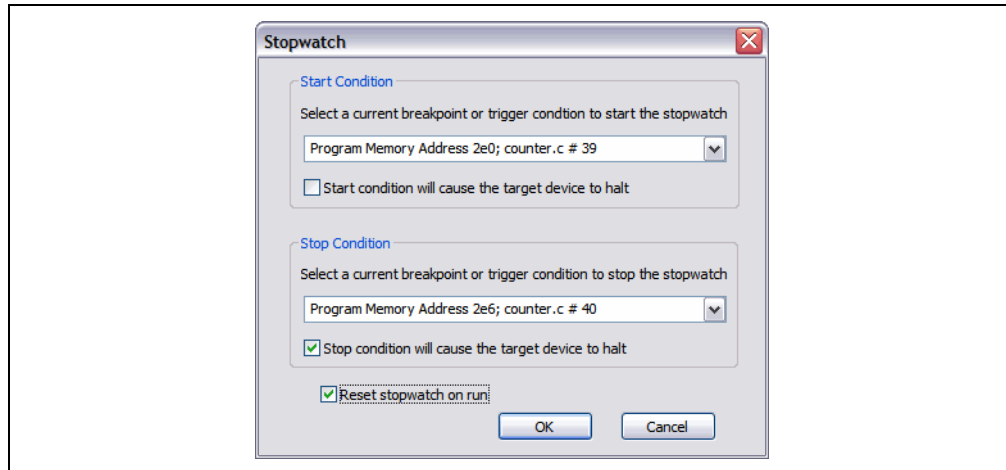 Stopwatch
Start Condition
Select a current breakpoint or trigger condtion to start the stopwatch
Program Memory Address 2e0; counter.c # 39
Start condition will cause the target device to halt
Stop Condition
Select a current breakpoint or trigger condition to stop the stopwatch
Program Memory Address 2e6; counter.c # 40
Stop condition will cause the target device to halt
Reset stopwatch on run
OK Cancel